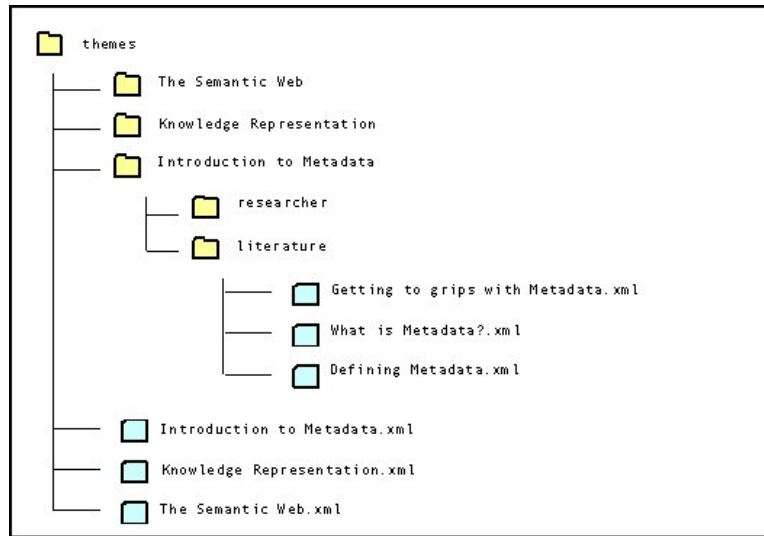 themes
The Semantic Web
Knowledge Representation
Introduction to Metadata
researcher
literature
Getting to grips with Metadata.xml
What is Metadata?.xml
Defining Metadata.xml
Introduction to Metadata.xml
Knowledge Representation.xml
The Semantic Web.xml